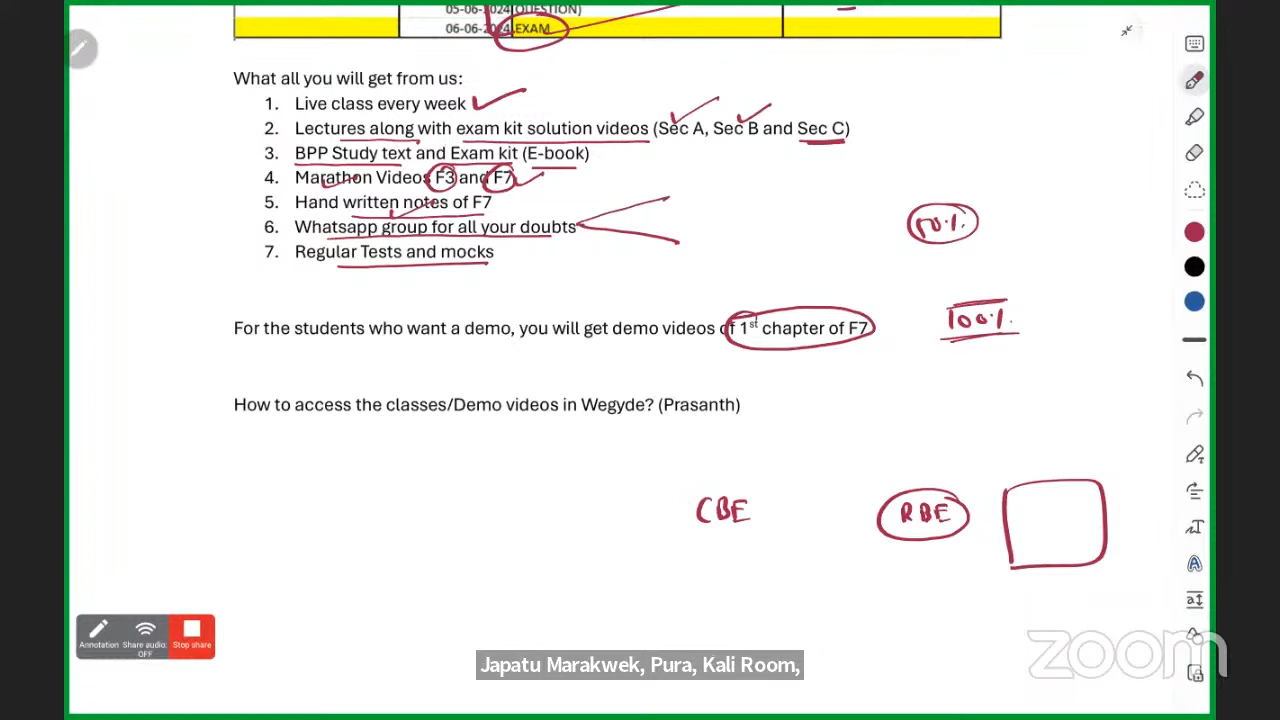 05-06-2024 QUESTION)
06-06-2024 EXAM
What all you will get from us:
1. Live class every week
2. Lectures along with exam kit solution videos (Sec A, Sec B and Sec C)
3. BPP Study text and Exam kit (E-book)
4. Marathon Videos F3 and F7
5. Hand written notes of F7
6. Whatsapp group for all your doubts
7. Regular Tests and mocks
For the students who want a demo, you will get demo videos of 1st chapter of F7
100%
How to access the classes/Demo videos in Wegyde? (Prasanth)
CBE RBE
Annotation Share audio: OFF Stop share
zoom
Japatu Marakwek, Pura, Kali Room,